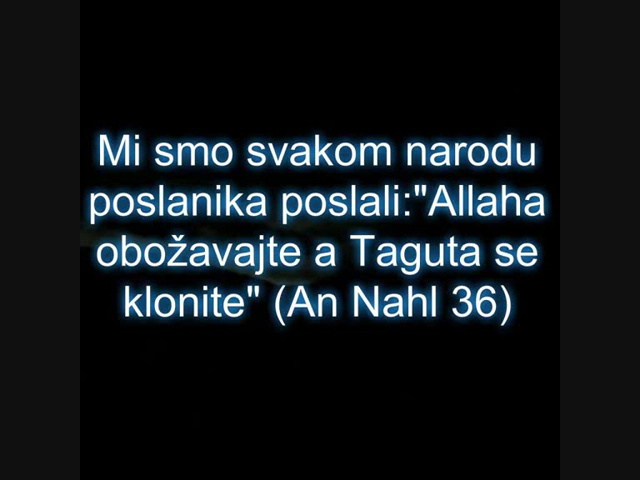 Mi smo svakom narodu
poslanika poslali:"Allaha
obožavajte a Taguta se
klonite" (An Nahl 36)